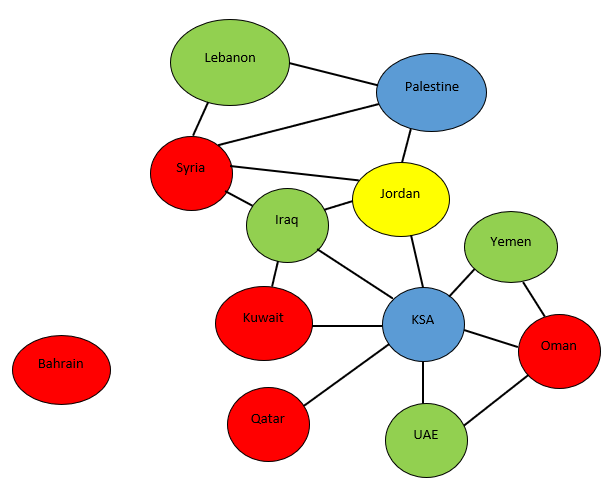 Lebanon
Palestine
Syria
Jordan
Iraq
Yemen
Kuwait
KSA
Oman
Bahrain
Qatar
UAE